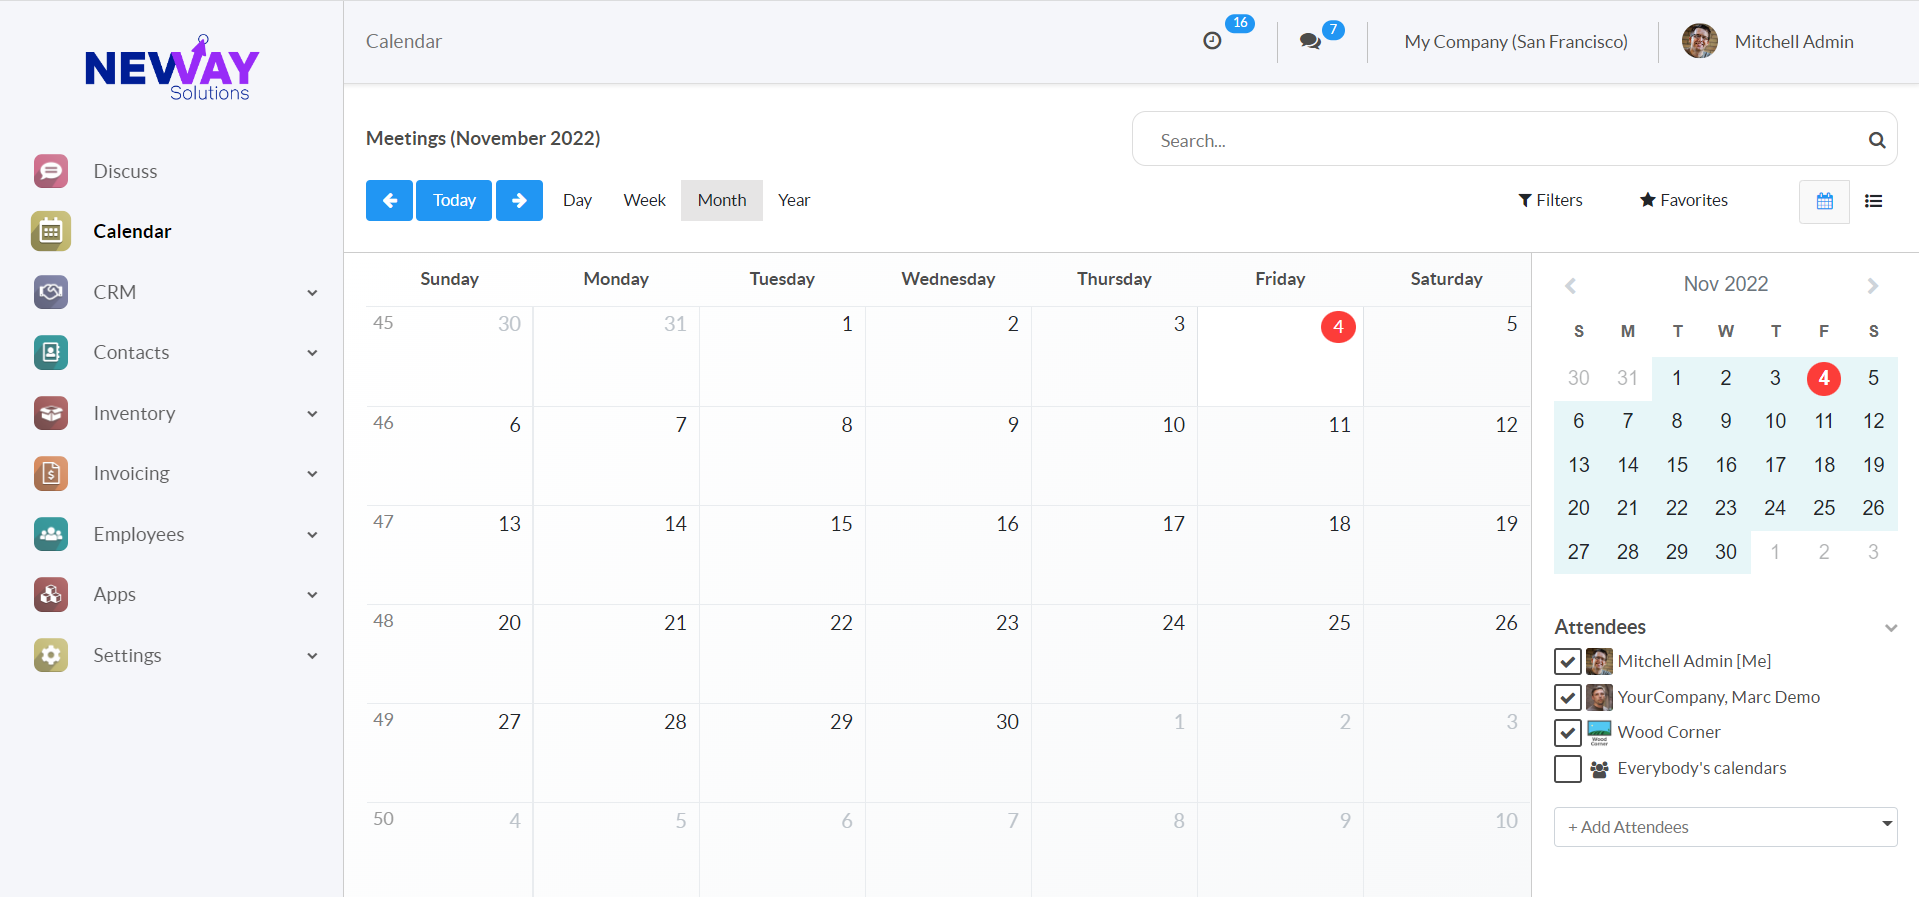 NEWWAY
Solutions
Discuss
Calendar
CRM
Contacts
Inventory
Invoicing
Employees
Apps
Settings
Calendar
16
7
My Company (San Francisco)
Mitchell Admin
Meetings (November 2022)
Search...
Today
Day Week Month Year
Filters
Favorites
Sunday Monday Tuesday Wednesday Thursday Friday Saturday
45 30 31 1 2 3 4 5
46 6 7 8 9 10 11 12
47 13 14 15 16 17 18 19
48 20 21 22 23 24 25 26
49 27 28 29 30 1 2 3
50 4 5 6 7 8 9 10
Nov 2022
S M T W T F S
30 31 1 2 3 4 5
6 7 8 9 10 11 12
13 14 15 16 17 18 19
20 21 22 23 24 25 26
27 28 29 30 1 2 3
Attendees
Mitchell Admin [Me]
YourCompany, Marc Demo
Wood Corner
Wood
Corner
Everybody's calendars
+ Add Attendees